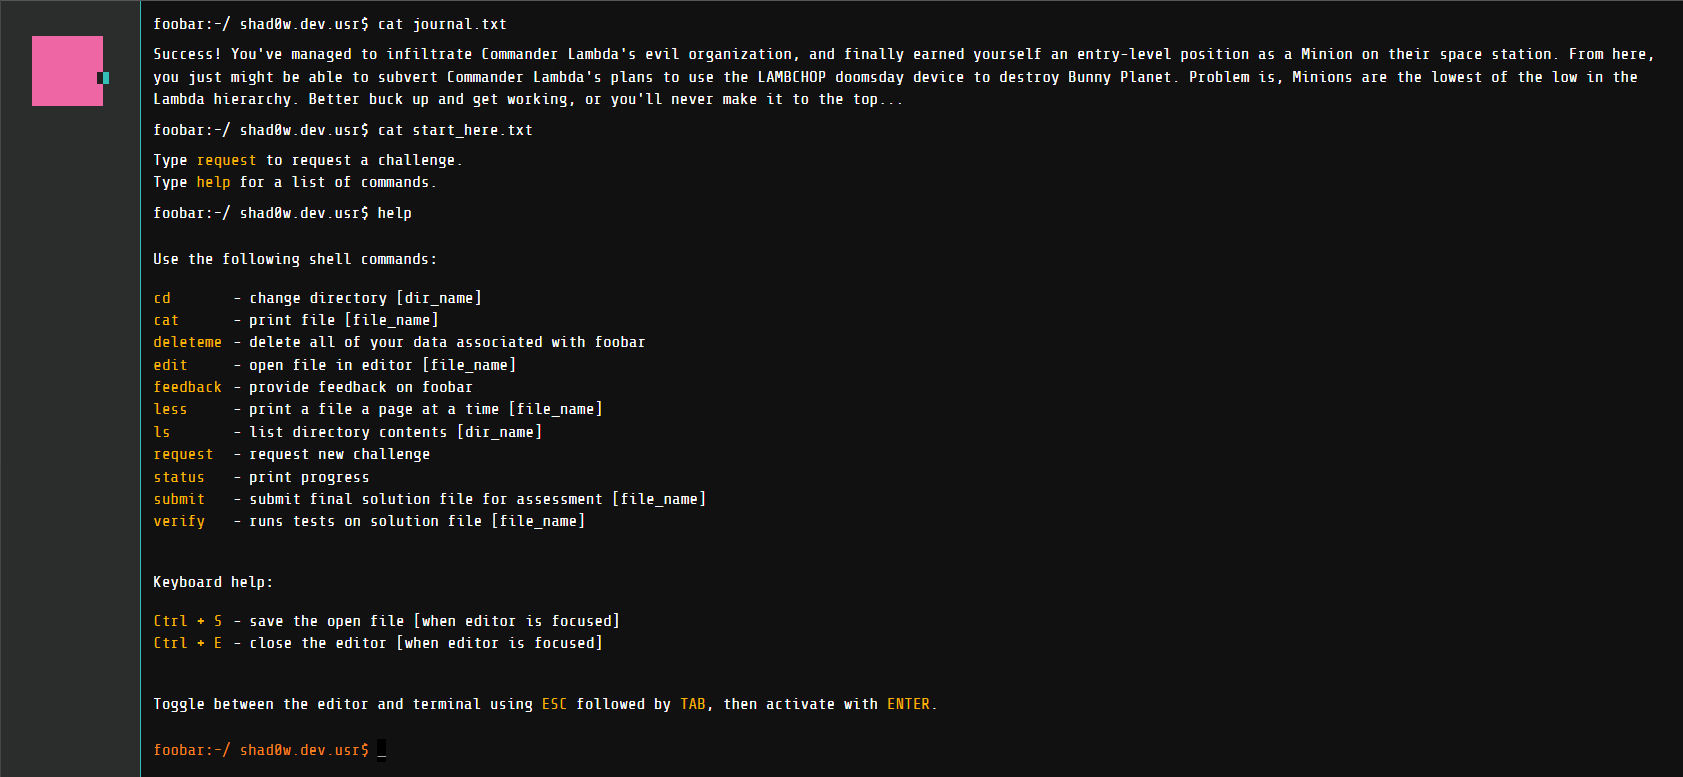 foobar:~/ shad0w.dev.usr$ cat journal.txt
Success! You've managed to infiltrate Commander Lambda's evil organization, and finally earned yourself an entry-level position as a Minion on their space station. From here,
you just might be able to subvert Commander Lambda's plans to use the LAMBCHOP doomsday device to destroy Bunny Planet. Problem is, Minions are the lowest of the low in the
Lambda hierarchy. Better buck up and get working, or you'll never make it to the top...
foobar:~/ shad0w.dev.usr$ cat start_here.txt
Type request to request a challenge.
Type help for a list of commands.
foobar:~/ shad0w.dev.usr$ help
Use the following shell commands:
cd - change directory [dir_name]
cat - print file [file_name]
deleteme - delete all of your data associated with foobar
edit - open file in editor [file_name]
feedback - provide feedback on foobar
less - print a file a page at a time [file_name]
ls - list directory contents [dir_name]
request - request new challenge
status - print progress
submit - submit final solution file for assessment [file_name]
verify - runs tests on solution file [file_name]
Keyboard help:
Ctrl + S - save the open file [when editor is focused]
Ctrl + E - close the editor [when editor is focused]
Toggle between the editor and terminal using ESC followed by TAB, then activate with ENTER.
foobar:~/ shad0w.dev.usr$ _